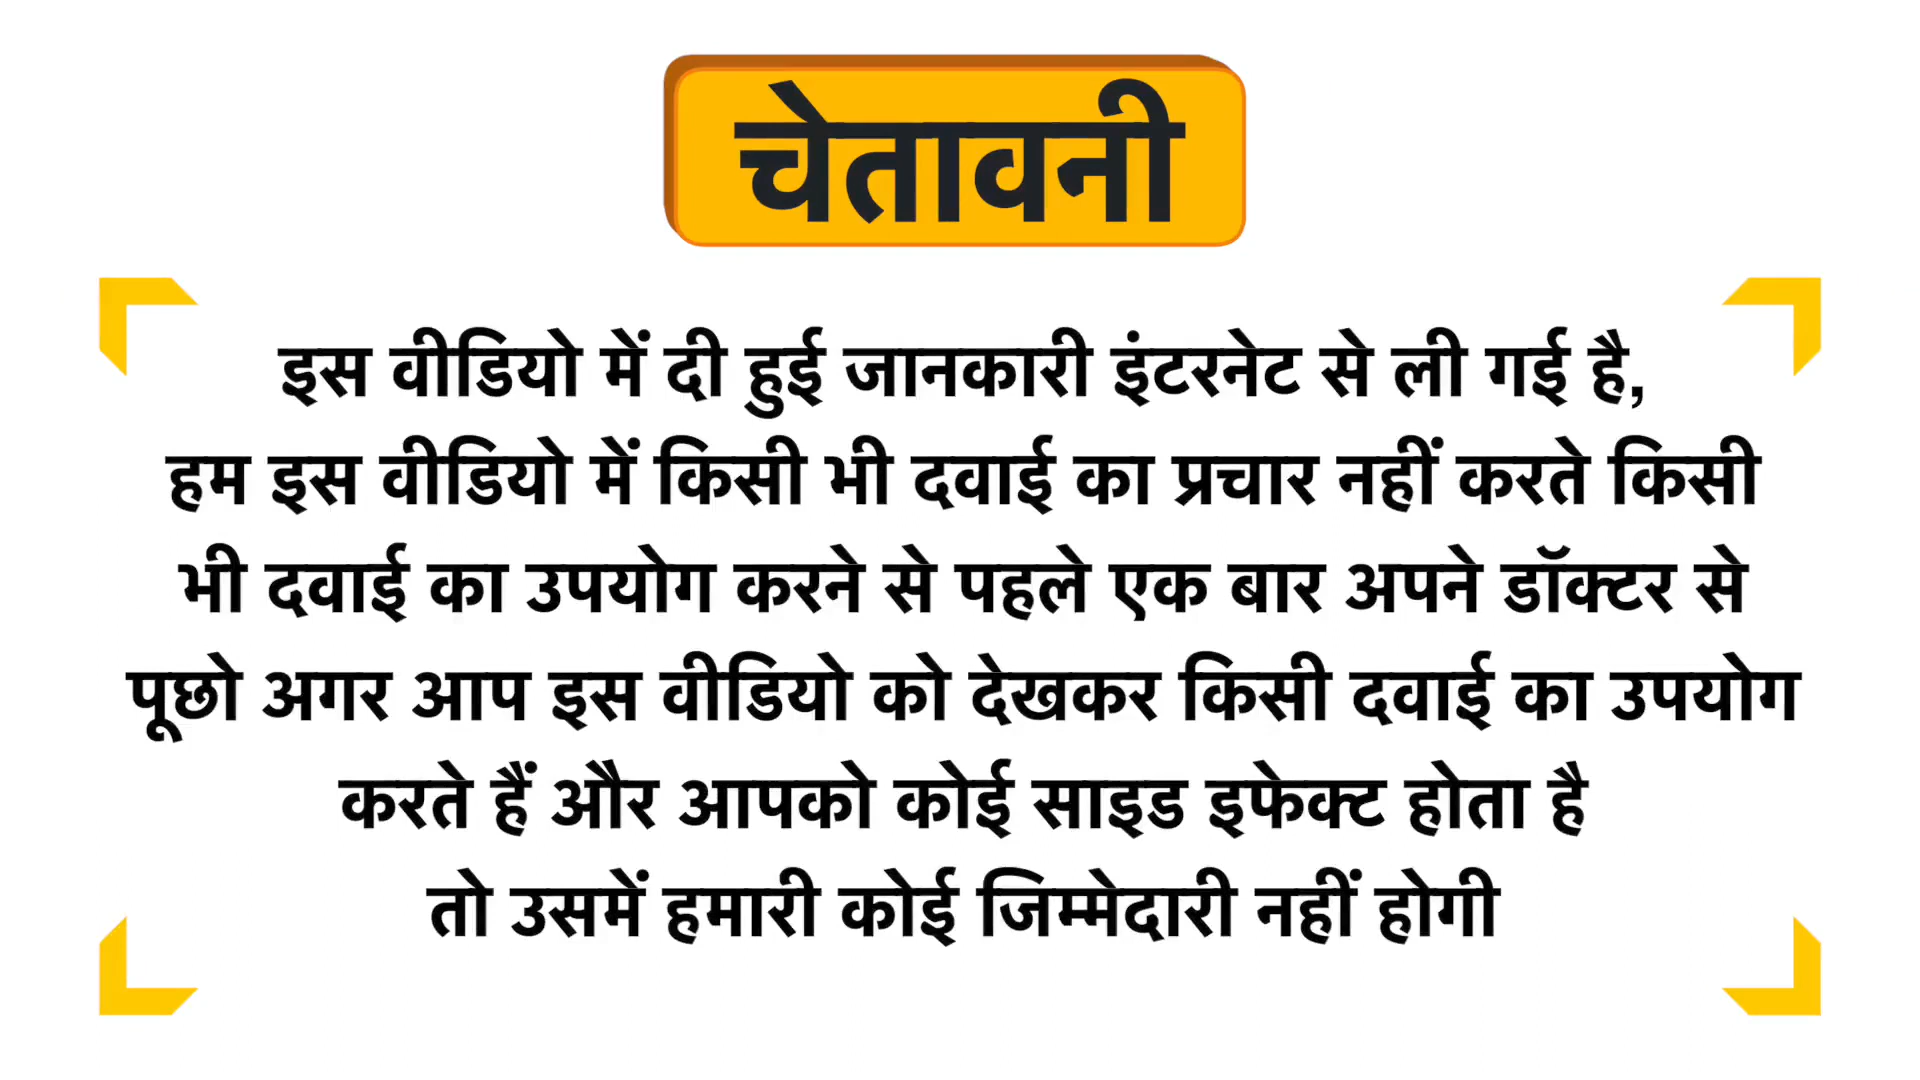 चेतावनी
इस वीडियो में दी हुई जानकारी इंटरनेट से ली गई है,
हम इस वीडियो में किसी भी दवाई का प्रचार नहीं करते किसी
भी दवाई का उपयोग करने से पहले एक बार अपने डॉक्टर से
पूछो अगर आप इस वीडियो को देखकर किसी दवाई का उपयोग
करते हैं और आपको कोई साइड इफेक्ट होता है
तो उसमें हमारी कोई जिम्मेदारी नहीं होगी